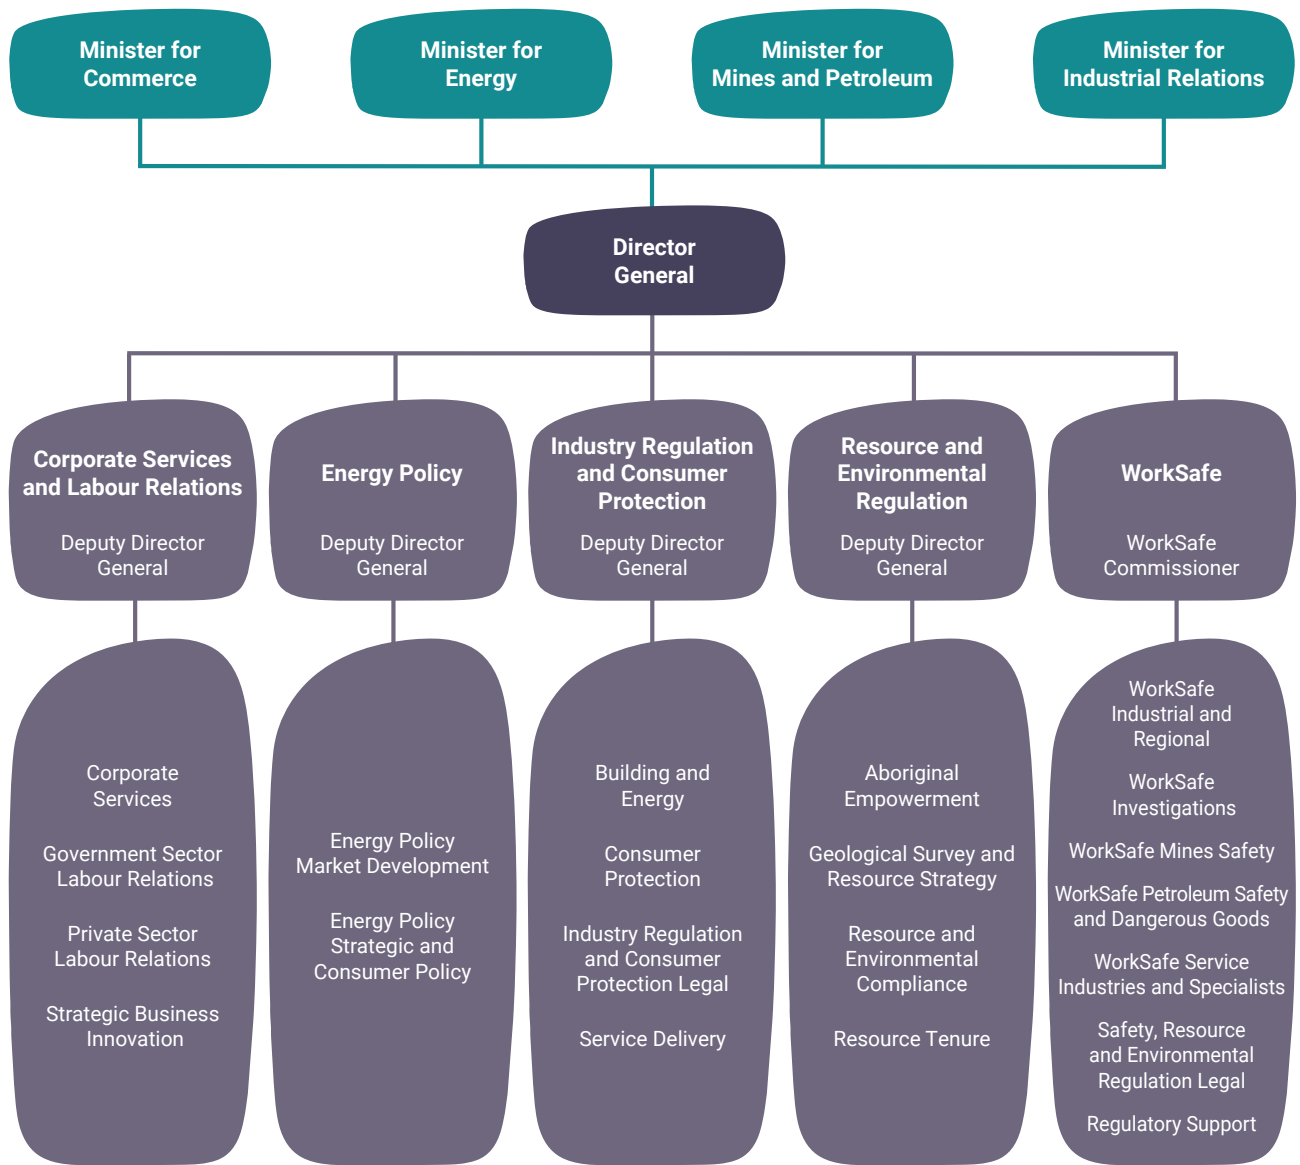 Minister for
Commerce
Minister for
Energy
Minister for
Mines and Petroleum
Minister for
Industrial Relations
Director
General
Corporate Services
and Labour Relations
Deputy Director
General
Energy Policy
Deputy Director
General
Industry Regulation
and Consumer
Protection
Deputy Director
General
Resource and
Environmental
Regulation
Deputy Director
General
WorkSafe
WorkSafe
Commissioner
Corporate
Services
Government Sector
Labour Relations
Private Sector
Labour Relations
Strategic Business
Innovation
Energy Policy
Market Development
Energy Policy
Strategic and
Consumer Policy
Building and
Energy
Consumer
Protection
Industry Regulation
and Consumer
Protection Legal
Service Delivery
Aboriginal
Empowerment
Geological Survey and
Resource Strategy
Resource and
Environmental
Compliance
Resource Tenure
WorkSafe
Industrial and
Regional
WorkSafe
Investigations
WorkSafe Mines Safety
WorkSafe Petroleum Safety
and Dangerous Goods
WorkSafe Service
Industries and Specialists
Safety, Resource
and Environmental
Regulation Legal
Regulatory Support